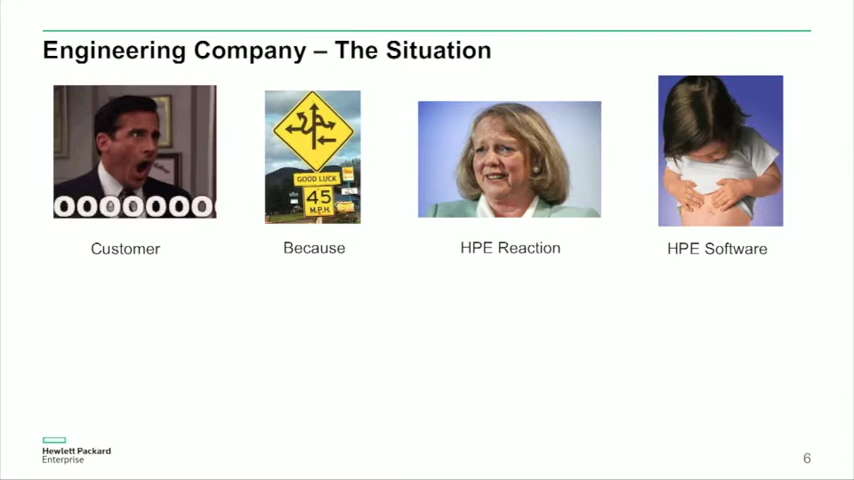 Engineering Company – The Situation
OOOOOOOO
GOOD LUCK
45
M.P.H.
Customer
Because
HPE Reaction
HPE Software
Hewlett Packard
Enterprise
6